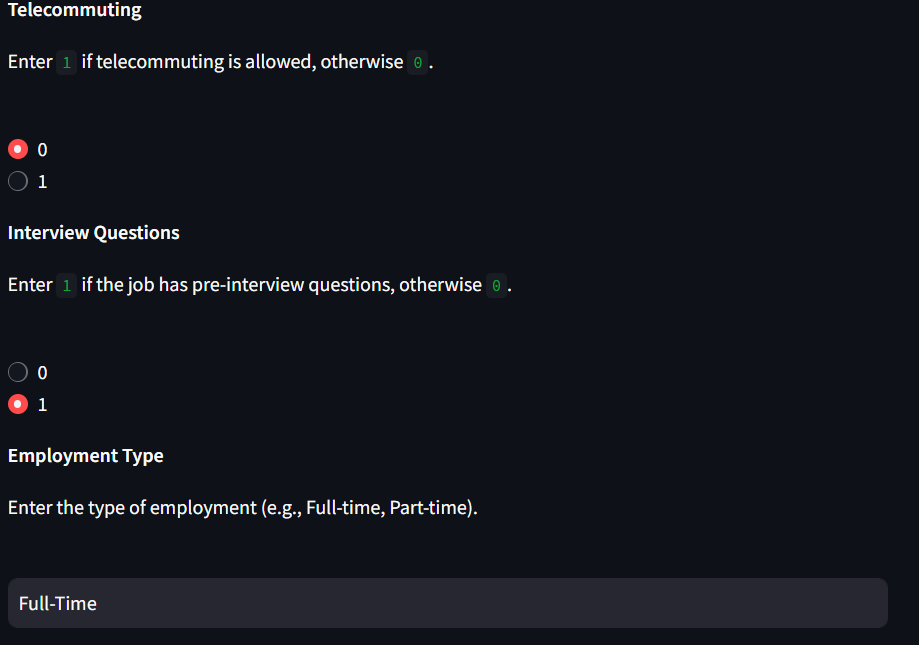 Telecommuting
Enter 1 if telecommuting is allowed, otherwise 0.
0
1
Interview Questions
Enter 1 if the job has pre-interview questions, otherwise 0.
0
1
Employment Type
Enter the type of employment (e.g., Full-time, Part-time).
Full-Time